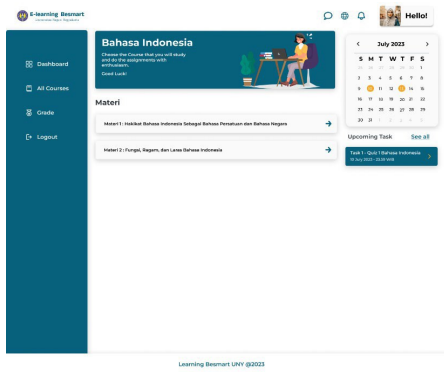 E-learning Besmart
Hello!
Dashboard
All Courses
Grade
Logout
Bahasa Indonesia
Choose the Course that you will study
and do the assignments with
enthusiasm.
Good Luck!
Materi
Materi 1 : Hakikat Bahasa Indonesia Sebagai Bahasa Persatuan dan Bahasa Negara
Materi 2 : Fungsi, Ragam, dan Laras Bahasa Indonesia
July 2023
S M T W T F S
2 3 4 5 6 7 8
9 10 11 12 13 14 15
16 17 18 19 20 21 22
23 24 25 26 27 28 29
30 31
Upcoming Task See all
Task 1 - Quiz 1 Bahasa Indonesia
Learning Besmart UNY @2023